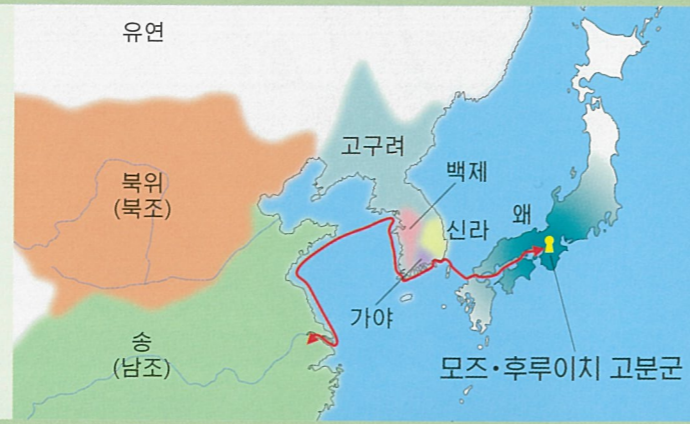 유연
고구려
백제
북위
(북조)
왜
신라
가야
송
(남조)
모즈・후루이치 고분군